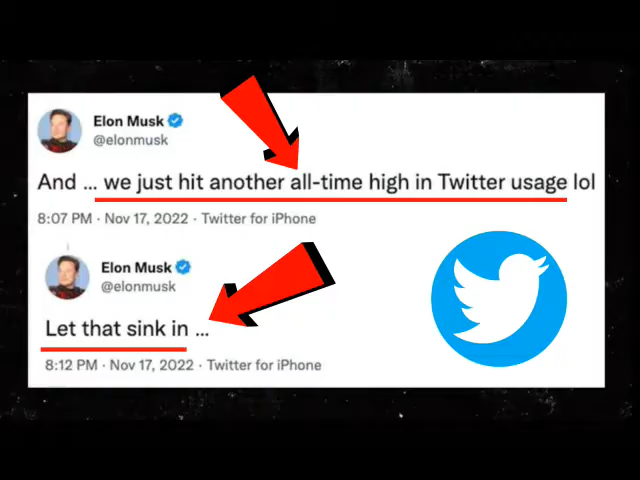 Elon Musk
@elonmusk
And ... we just hit another all-time high in Twitter usage lol
8:07 PM · Nov 17, 2022 · Twitter for iPhone
Elon Musk
@elonmusk
Let that sink in ...
8:12 PM · Nov 17, 2022 · Twitter for iPhone